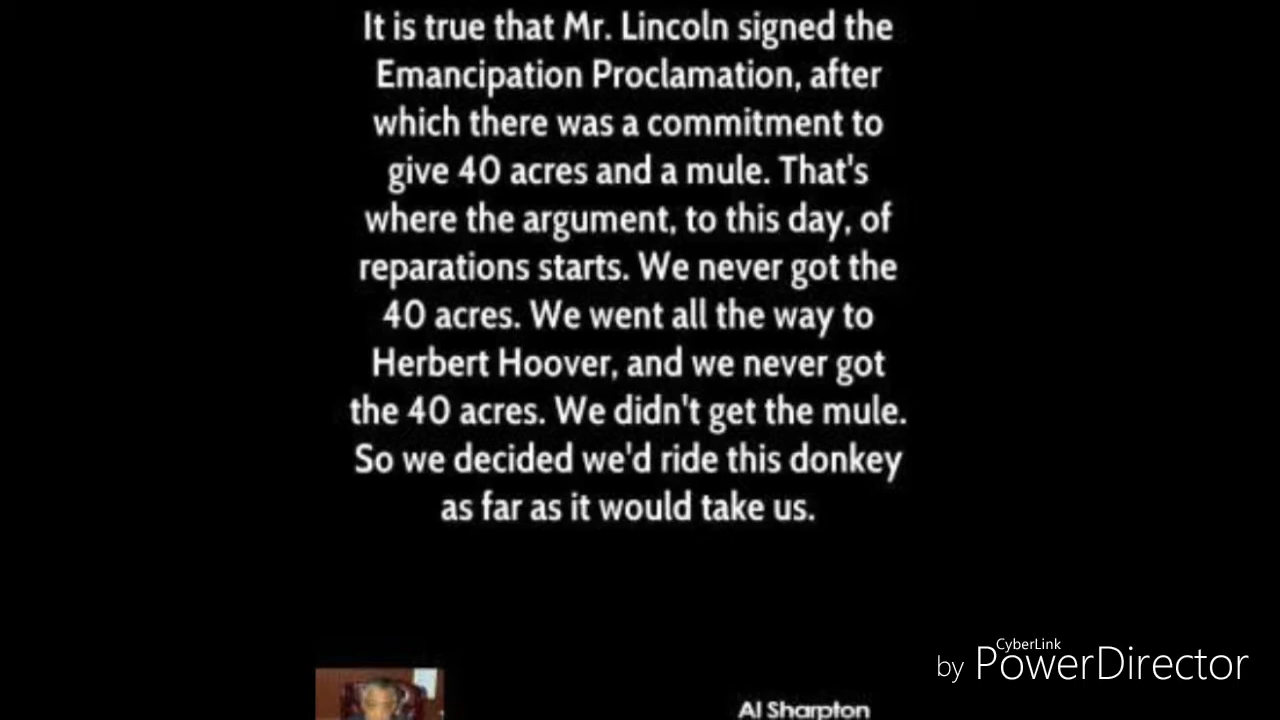 It is true that Mr. Lincoln signed the
Emancipation Proclamation, after
which there was a commitment to
give 40 acres and a mule. That's
where the argument, to this day, of
reparations starts. We never got the
40 acres. We went all the way to
Herbert Hoover, and we never got
the 40 acres. We didn't get the mule.
So we decided we'd ride this donkey
as far as it would take us.
CyberLink
by PowerDirector
Al Sharpton